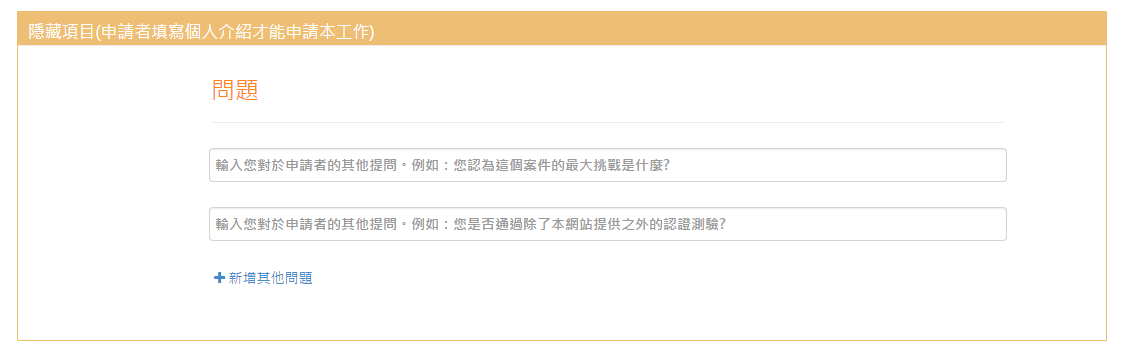 隱藏項目(申請者填寫個人介紹才能申請本工作)
問題
輸入您對於申請者的其他提問。例如：您認為這個案件的最大挑戰是什麼?
輸入您對於申請者的其他提問。例如：您是否通過除了本網站提供之外的認證測驗?
+ 新增其他問題